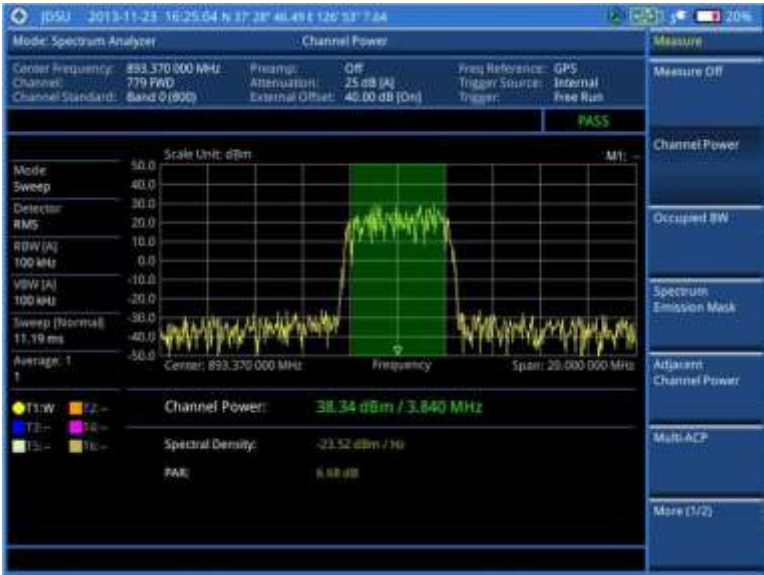 JDSU 2013-11-23 16:25:04 N 37° 28' 46.49 E 126° 53' 7.64 20%
Mode: Spectrum Analyzer Channel Power Measure
Center Frequency: 893.370 000 MHz Preamp: Off Freq Reference: GPS
Channel: 779 FWD Attenuation: 25 dB [A] Trigger Source: Internal
Channel Standard: Band 0 (800) External Offset: 40.00 dB [On] Trigger: Free Run
Measure Off
PASS
Channel Power
Scale Unit: dBm M1: --
Mode
Sweep
Detector
RMS
RBW [A]
100 kHz
VBW [A]
100 kHz
Sweep [Normal]
11.19 ms
Average: 1
1
50.0
40.0
30.0
20.0
10.0
0.0
-10.0
-20.0
-30.0
-40.0
-50.0
Center: 893.370 000 MHz Frequency Span: 20.000 000 MHz
Occupied BW
Spectrum
Emission Mask
Adjacent
Channel Power
Multi-ACP
More (1/2)
T1:W T2:--
T3:-- T4:--
T5:-- T6:--
Channel Power: 38.34 dBm / 3.840 MHz
Spectral Density: -23.52 dBm / Hz
PAR: 6.68 dB